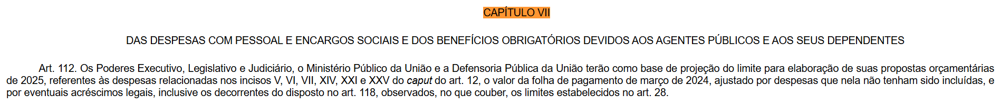 CAPÍTULO VII
DAS DESPESAS COM PESSOAL E ENCARGOS SOCIAIS E DOS BENEFÍCIOS OBRIGATÓRIOS DEVIDOS AOS AGENTES PÚBLICOS E AOS SEUS DEPENDENTES
Art. 112. Os Poderes Executivo, Legislativo e Judiciário, o Ministério Público da União e a Defensoria Pública da União terão como base de projeção do limite para elaboração de suas propostas orçamentárias
de 2025, referentes às despesas relacionadas nos incisos V, VI, VII, XIV, XXI e XXV do caput do art. 12, o valor da folha de pagamento de março de 2024, ajustado por despesas que nela não tenham sido incluídas, e
por eventuais acréscimos legais, inclusive os decorrentes do disposto no art. 118, observados, no que couber, os limites estabelecidos no art. 28.